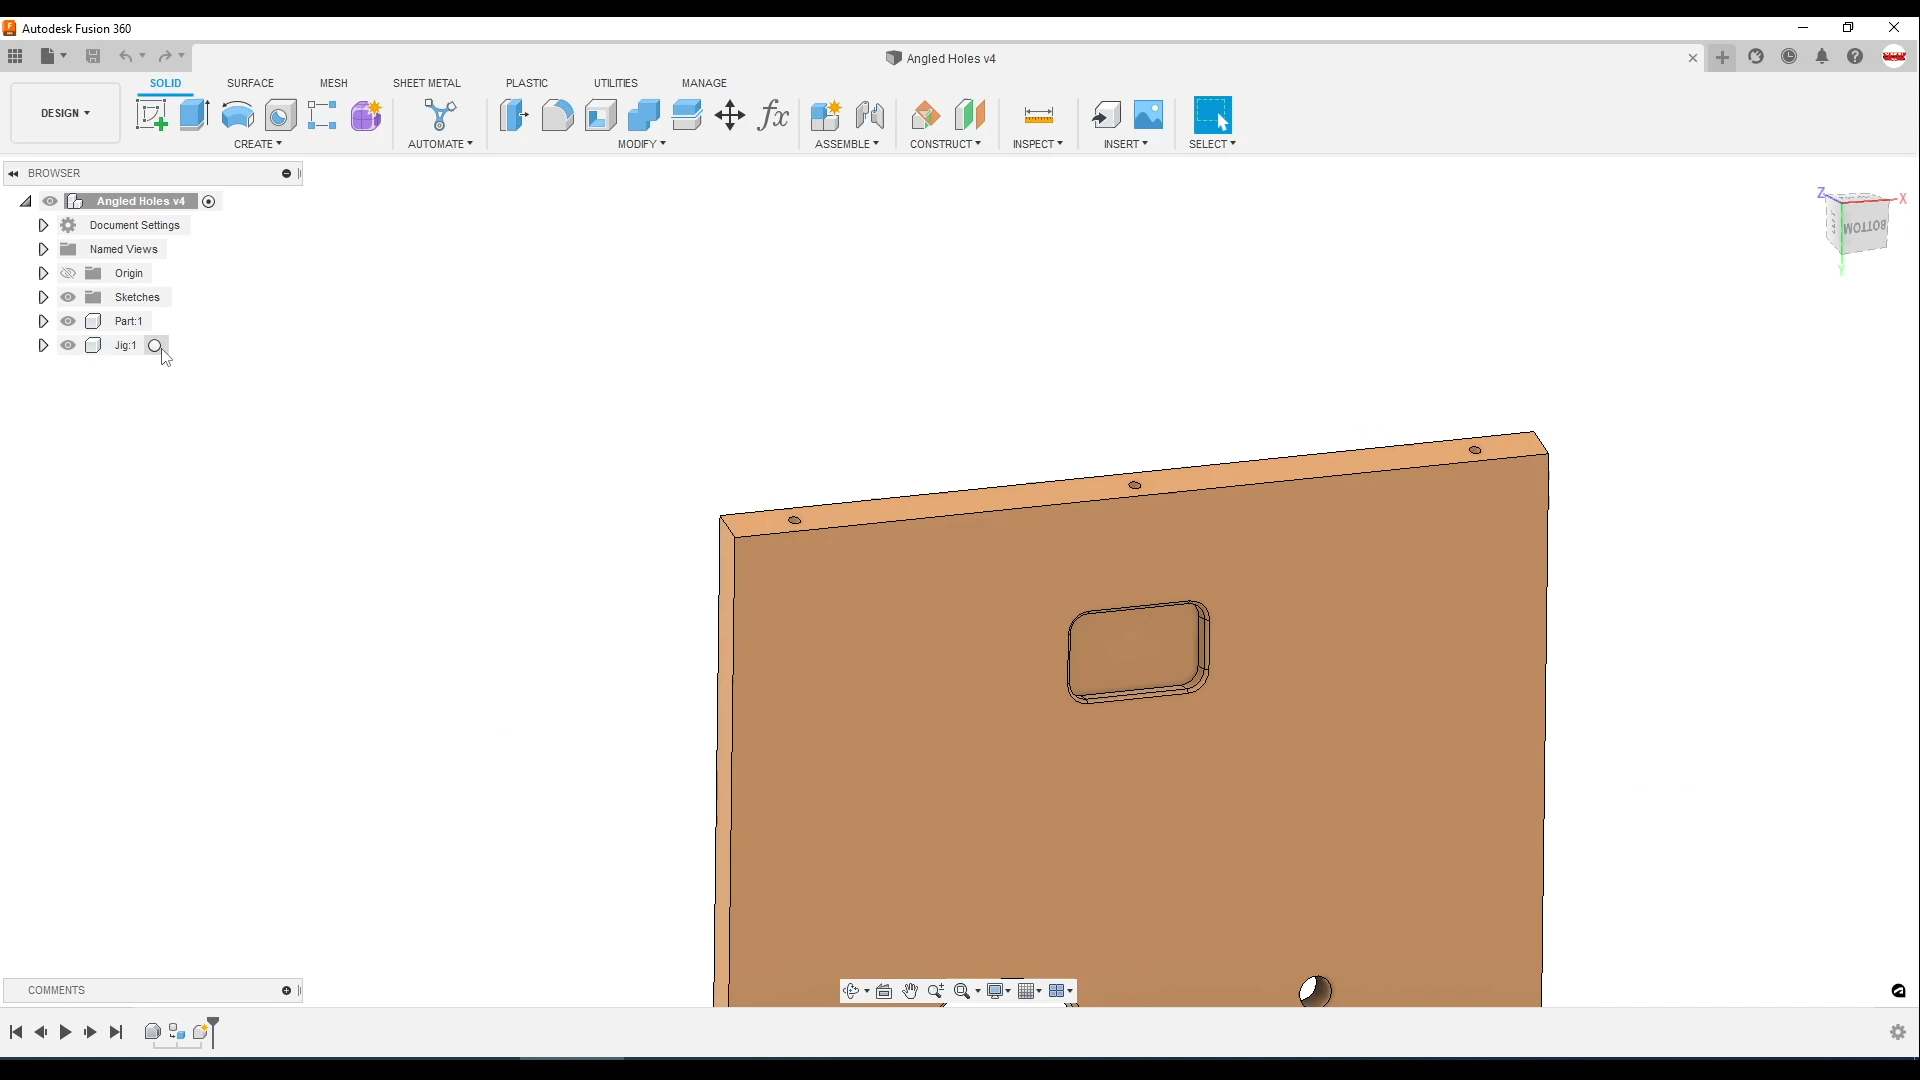 Autodesk Fusion 360
Angled Holes v4
DESIGN
SOLID
SURFACE
MESH
SHEET METAL
PLASTIC
UTILITIES
MANAGE
CREATE
AUTOMATE
MODIFY
ASSEMBLE
CONSTRUCT
INSPECT
INSERT
SELECT
BROWSER
Angled Holes v4
Document Settings
Named Views
Origin
Sketches
Part:1
Jig:1
Z
X
BOTTOM
Y
COMMENTS